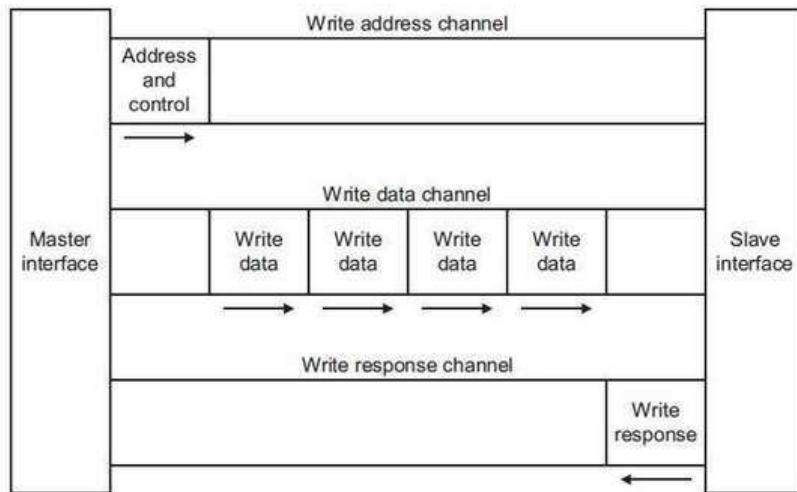 Write address channel
Address
and
control
Write data channel
Master
interface
Write
data
Write
data
Write
data
Write
data
Slave
interface
Write response channel
Write
response